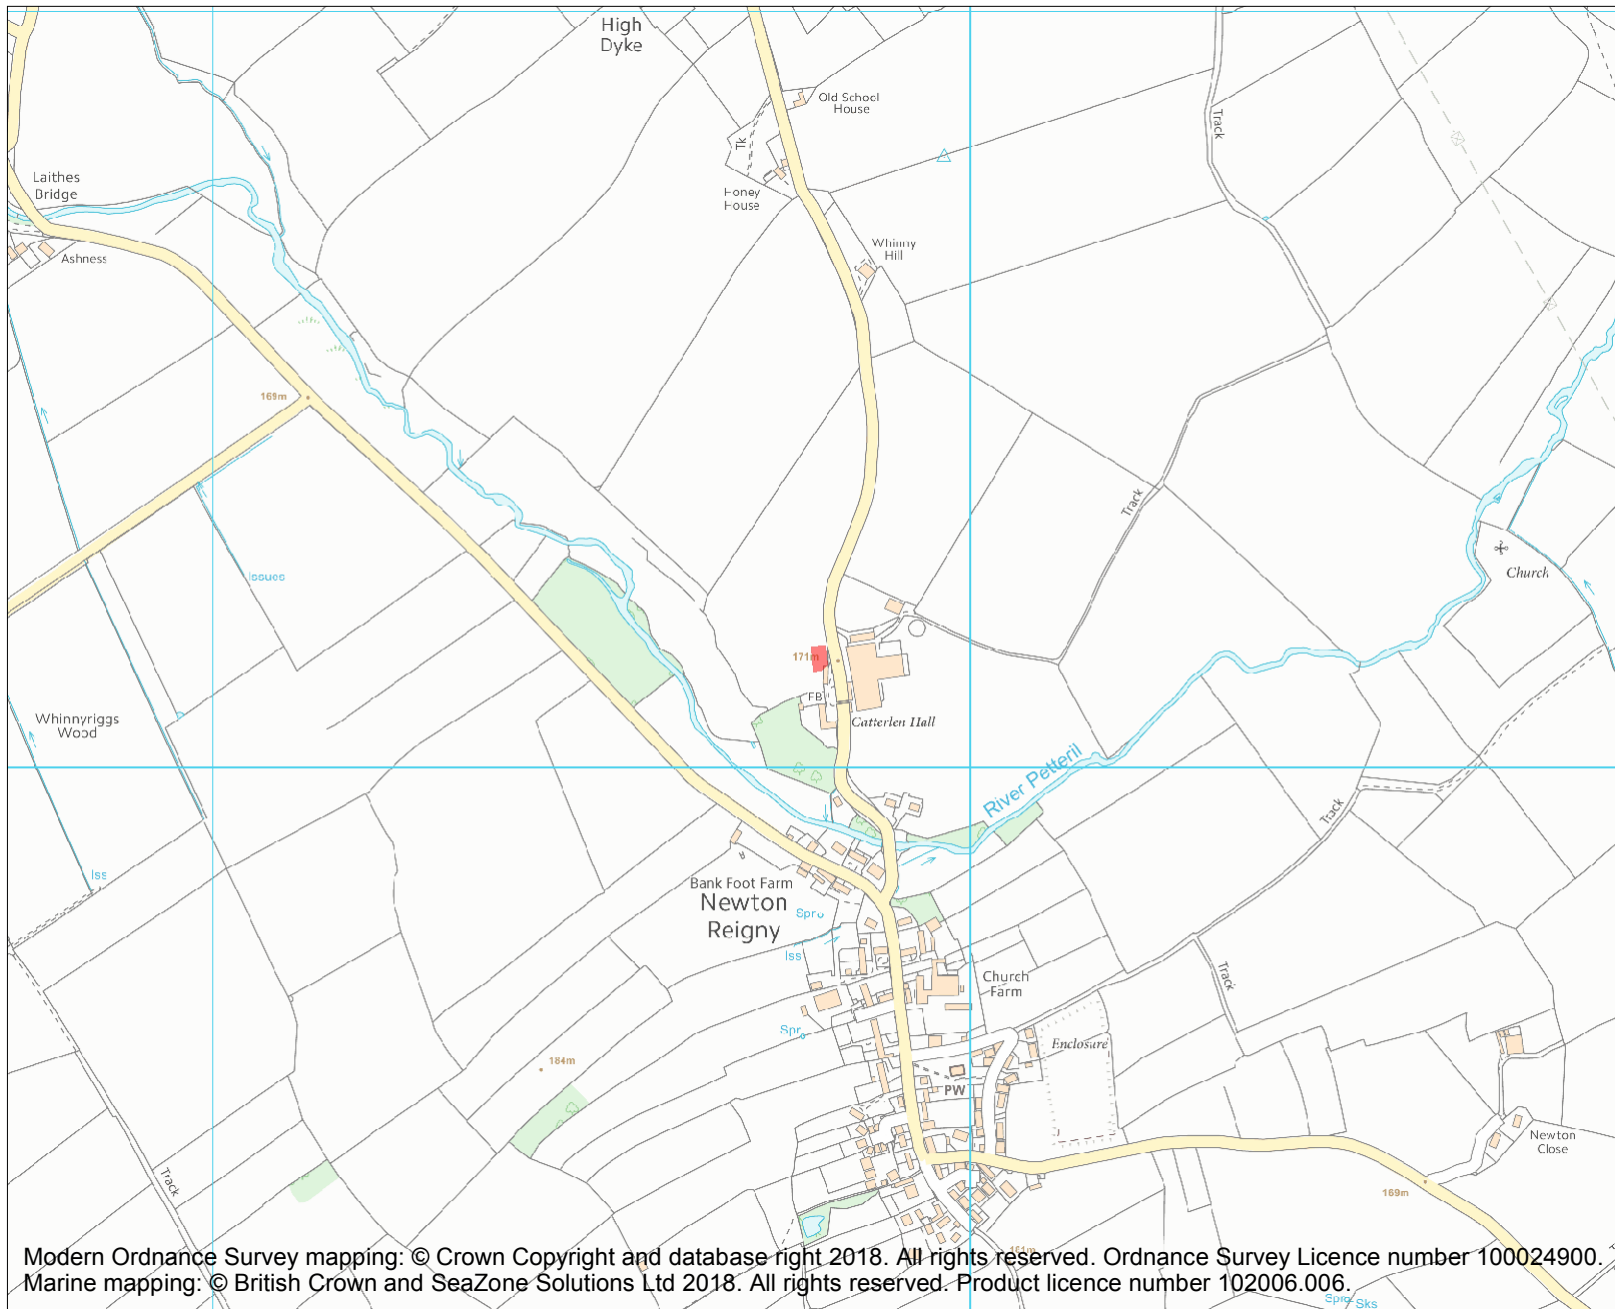 High
Dyke
Old School
House
Track
Tk
Laithes
Bridge
Honey
House
Whinny
Hill
Ashness
169m
Track
Issues
Church
171m
FB
Whinnyriggs
Wood
Catterlen Hall
River Petteril
Track
Iss
Bank Foot Farm
Newton
Reigny
Spr
Iss
Church
Farm
Track
Spr
Enclosure
184m
PW
Newton
Close
Track
169m
Modern Ordnance Survey mapping: © Crown Copyright and database right 2018. All rights reserved. Ordnance Survey Licence number 100024900.
Marine mapping: © British Crown and SeaZone Solutions Ltd 2018. All rights reserved. Product licence number 102006.006.
Spr Sks